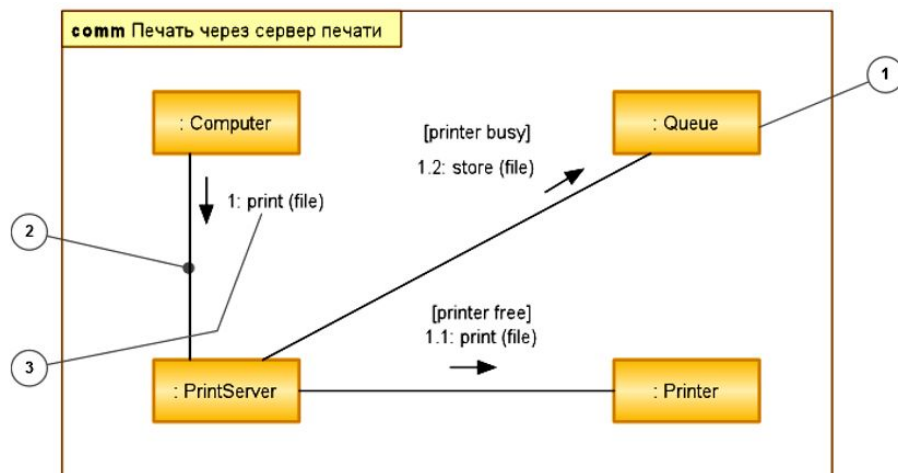 comm Печать через сервер печати
1
: Computer
: Queue
[printer busy]
1.2: store (file)
1: print (file)
2
[printer free]
1.1: print (file)
3
: PrintServer
: Printer